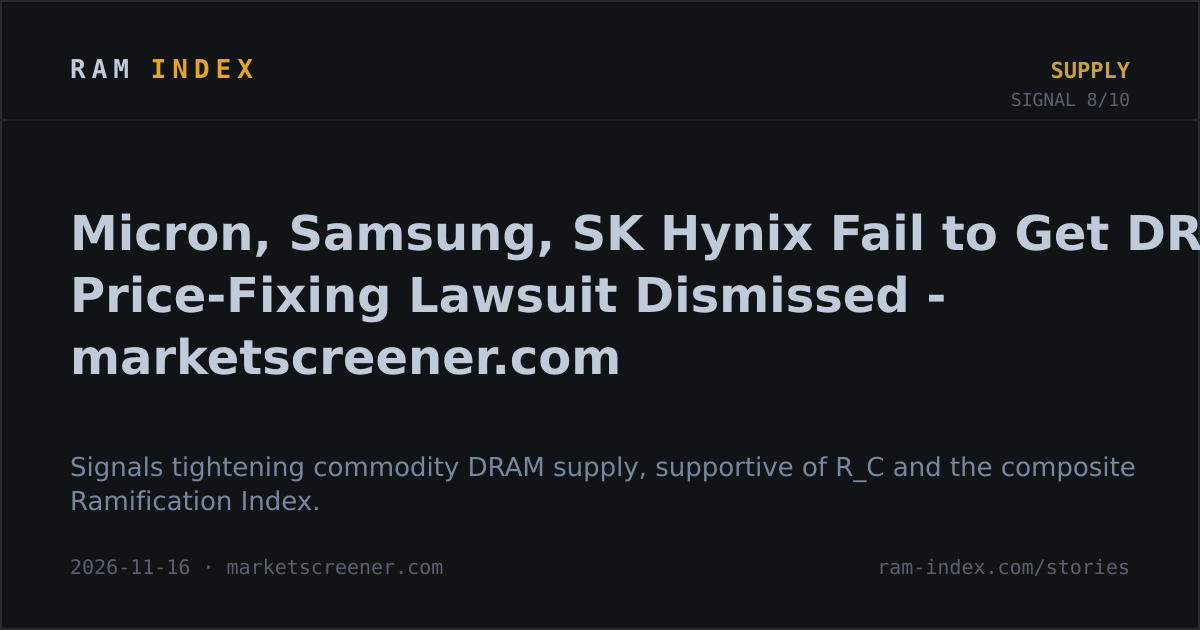 RAM INDEX
SUPPLY
SIGNAL 8/10
Micron, Samsung, SK Hynix Fail to Get DR
Price-Fixing Lawsuit Dismissed -
marketscreener.com
Signals tightening commodity DRAM supply, supportive of R_C and the composite
Ramification Index.
2026-11-16 · marketscreener.com
ram-index.com/stories